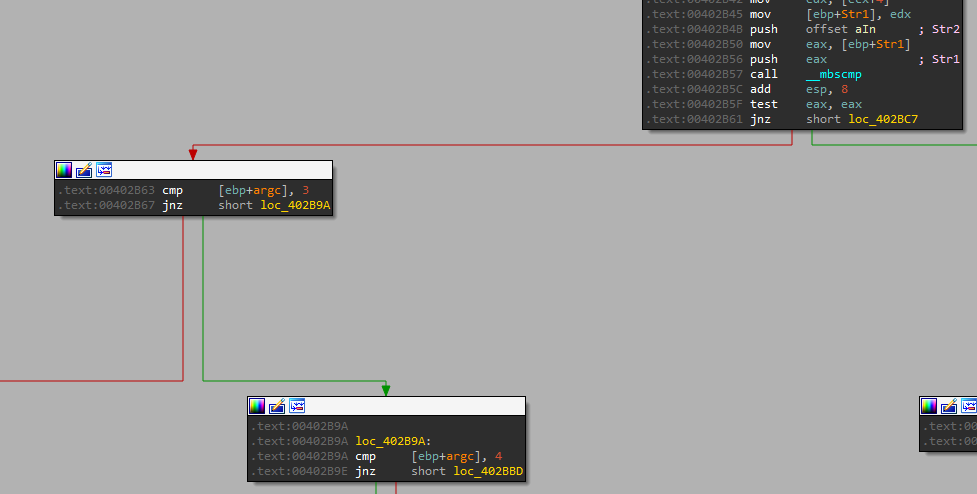 .text:00402B42 mov edx, [ecx+4]
.text:00402B45 mov [ebp+Str1], edx
.text:00402B4B push offset aIn ; Str2
.text:00402B50 mov eax, [ebp+Str1]
.text:00402B56 push eax ; Str1
.text:00402B57 call __mbscmp
.text:00402B5C add esp, 8
.text:00402B5F test eax, eax
.text:00402B61 jnz short loc_402BC7
.text:00402B63 cmp [ebp+argc], 3
.text:00402B67 jnz short loc_402B9A
.text:00402B9A
.text:00402B9A loc_402B9A:
.text:00402B9A cmp [ebp+argc], 4
.text:00402B9E jnz short loc_402BBD
.text:00
.text:00